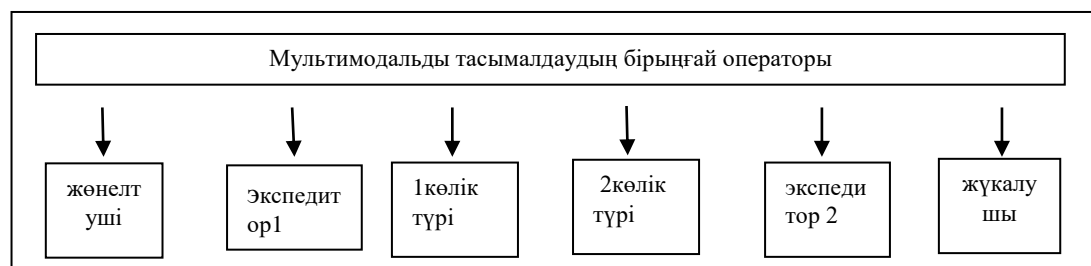 Мультимодальды тасымалдаудың бірыңғай операторы
жөнелт
уші
Экспедит
ор1
1көлік
түрі
2көлік
түрі
экспеди
тор 2
жүкалу
шы